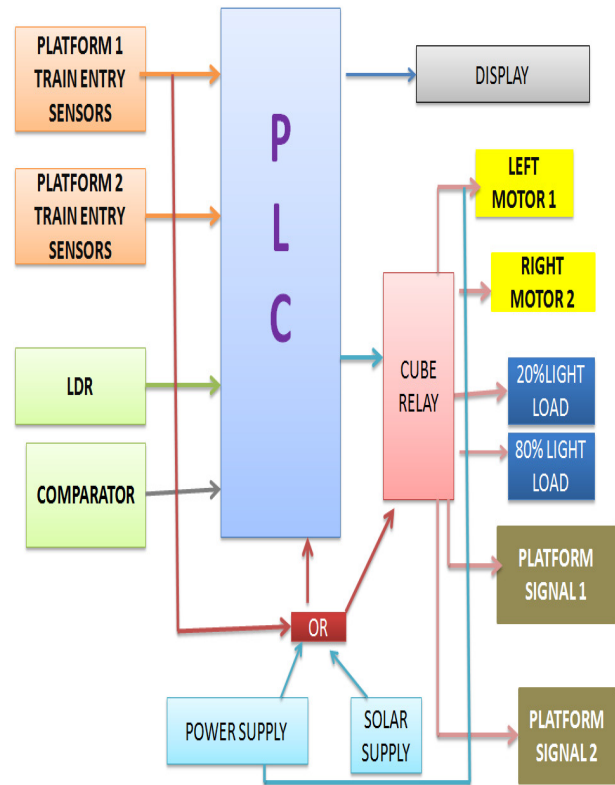 PLATFORM 1
TRAIN ENTRY
SENSORS
PLATFORM 2
TRAIN ENTRY
SENSORS
LDR
COMPARATOR
P
L
C
DISPLAY
LEFT
MOTOR 1
RIGHT
MOTOR 2
CUBE
RELAY
20%LIGHT
LOAD
80% LIGHT
LOAD
PLATFORM
SIGNAL 1
OR
POWER SUPPLY
SOLAR
SUPPLY
PLATFORM
SIGNAL 2